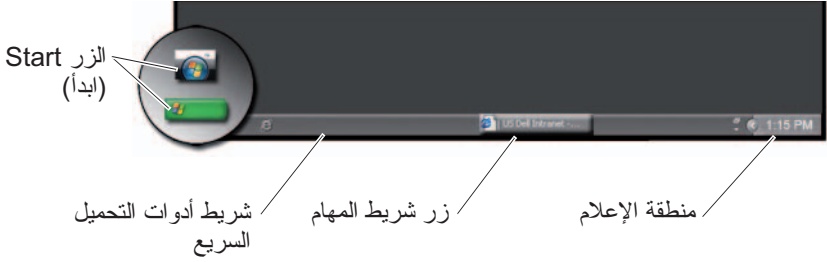 الزر Start
(ابدأ)
US Dell Intranet - ...
1:15 PM
شريط أدوات التحميل
السريع
زر شريط المهام
منطقة الإعلام